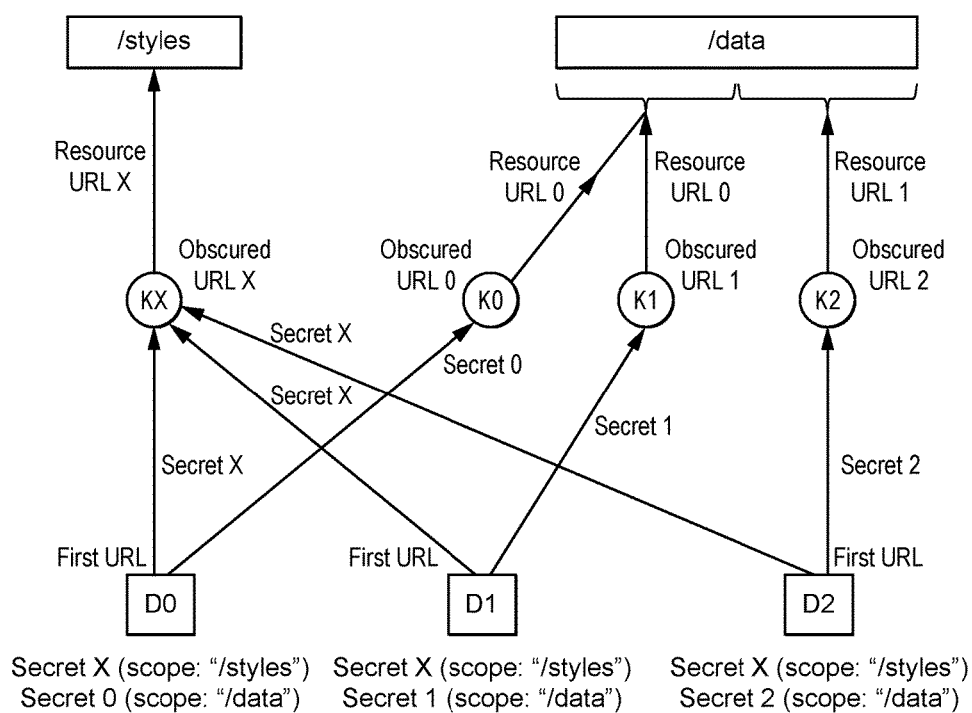 /styles
/data
Resource
URL X
Resource
URL 0
Resource
URL 0
Resource
URL 1
Obscured
URL X
Obscured
URL 0
Obscured
URL 1
Obscured
URL 2
KX
K0
K1
K2
Secret X
Secret 0
Secret X
Secret 1
Secret X
Secret 2
First URL
First URL
First URL
D0
D1
D2
Secret X (scope: “/styles”)
Secret 0 (scope: “/data”)
Secret X (scope: “/styles”)
Secret 1 (scope: “/data”)
Secret X (scope: “/styles”)
Secret 2 (scope: “/data”)